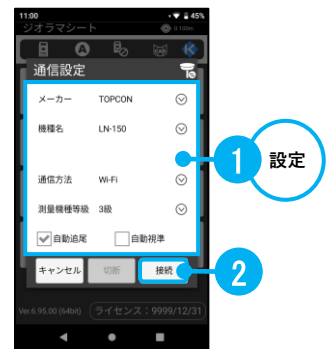 11:00 45%
ジオラマシート 0.100m
通信設定
メーカー TOPCON
機種名 LN-150
通信方法 Wi-Fi
測量機種等級 3級
自動追尾 自動視準
キャンセル 切断 接続
Ver.6.95.00 (64bit) ライセンス：9999/12/31
1 設定
2